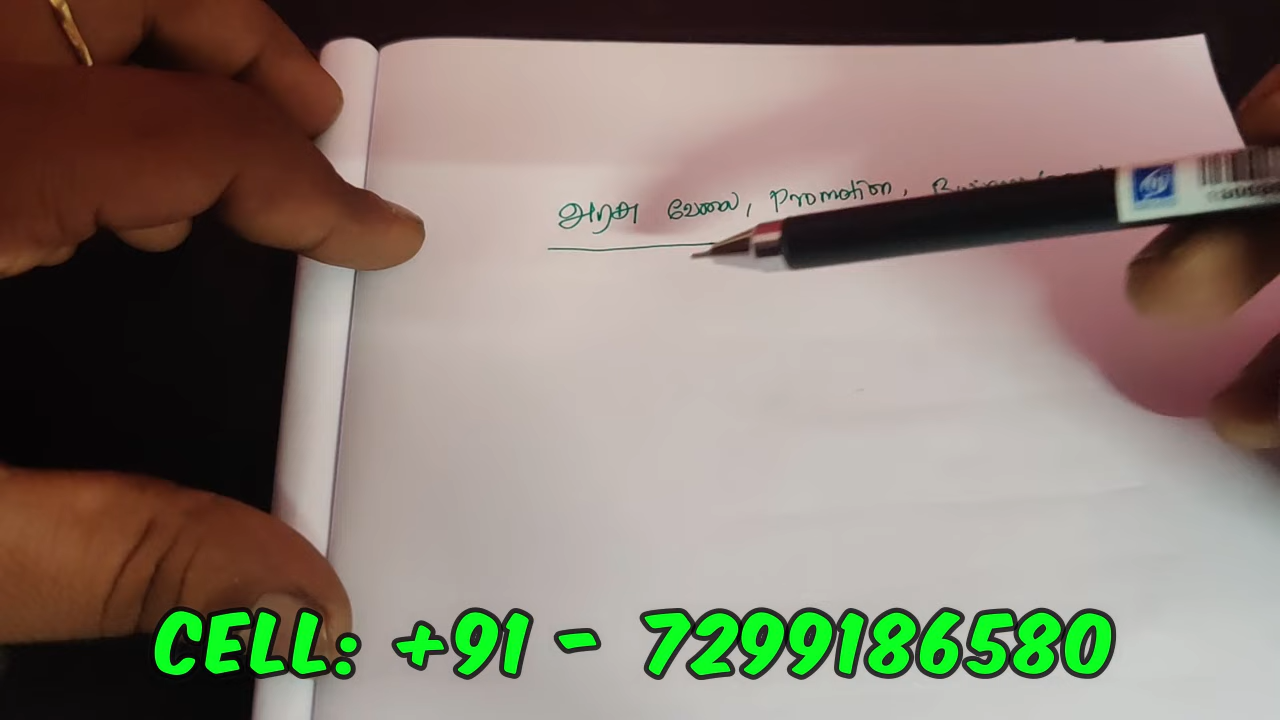 அரசு வேலை, Promotion,
CELL: +91 - 7299186580